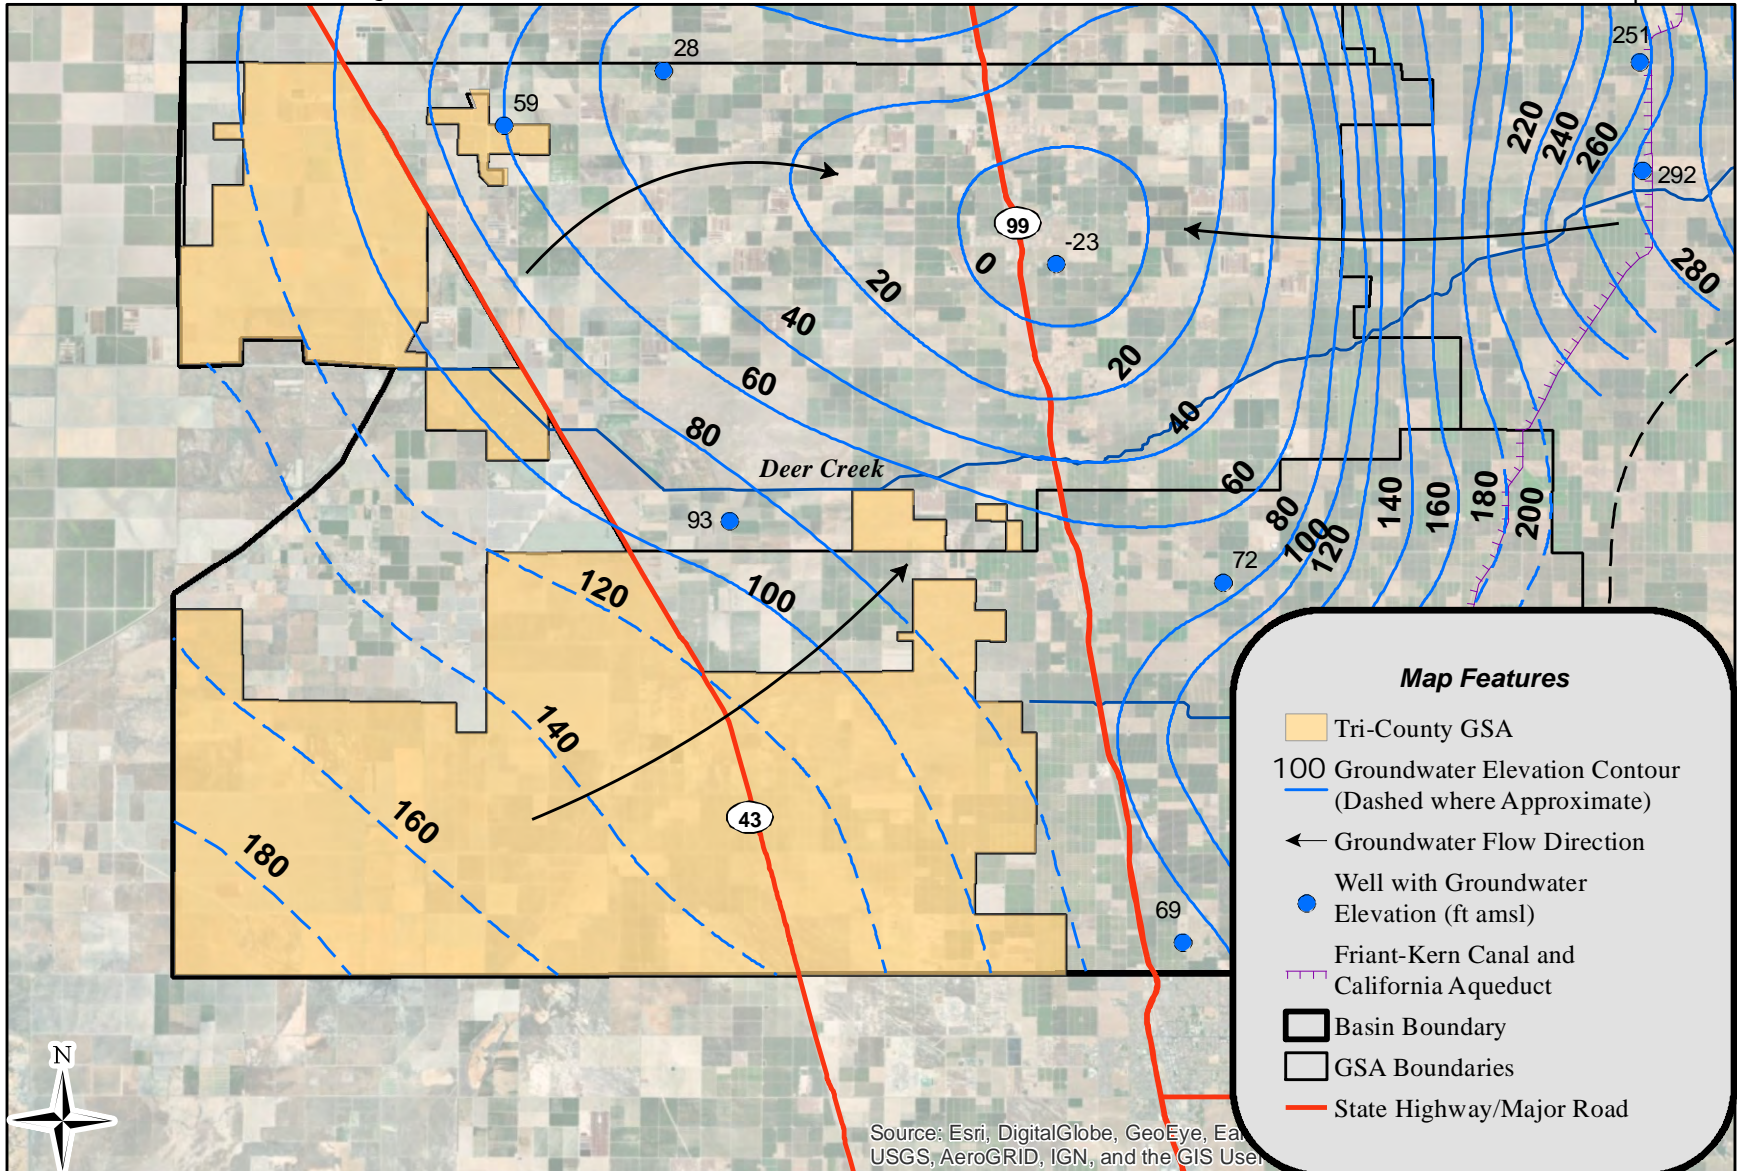 28
251
59
220
240
260
292
99
-23
0
280
20
40
20
60
40
80
Deer Creek
60
93
80
140
160
180
200
100
120
72
120
100
140
160
43
180
69
Map Features
Tri-County GSA
100 Groundwater Elevation Contour
(Dashed where Approximate)
Groundwater Flow Direction
Well with Groundwater
Elevation (ft amsl)
Friant-Kern Canal and
California Aqueduct
Basin Boundary
GSA Boundaries
State Highway/Major Road
N
Source: Esri, DigitalGlobe, GeoEye,
USGS, AeroGRID, IGN, and the GIS